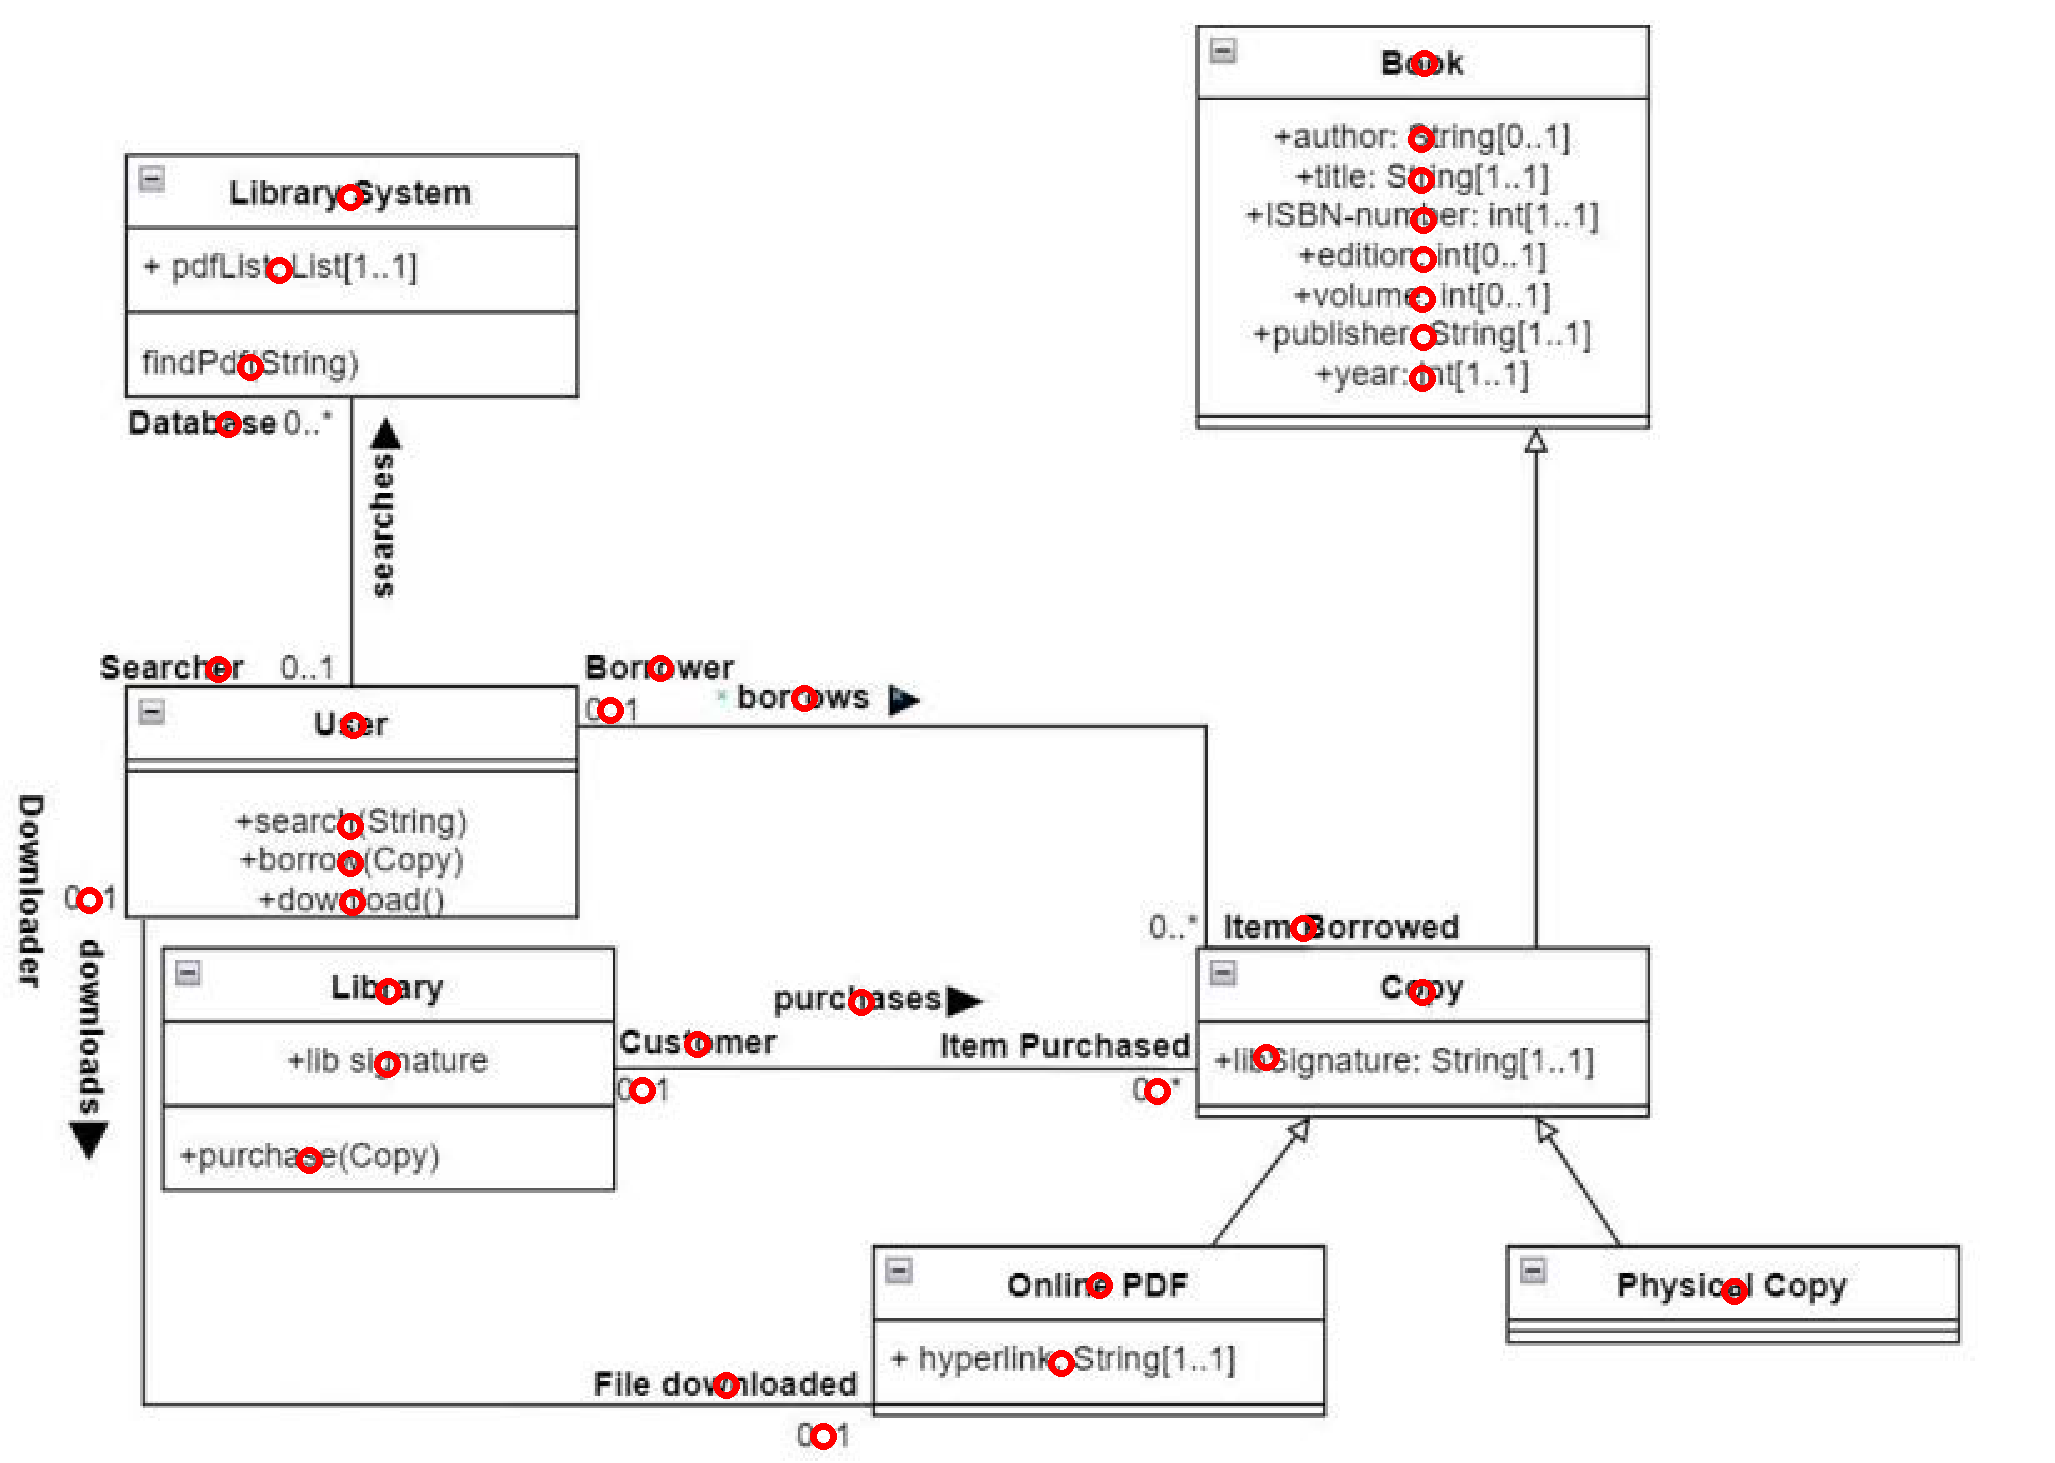 Book
+author: String[0..1]
+title: String[1..1]
+ISBN-number: int[1..1]
+edition: int[0..1]
+volume: int[0..1]
+publisher: String[1..1]
+year: int[1..1]
Library System
+ pdfList: List[1..1]
findPdf(String)
Database 0..*
searches
Searcher 0..1
User
+search(String)
+borrow(Copy)
+download()
Borrower
0..1
* borrows
0..* Item Borrowed
Downloader
0..1
downloads
Library
+lib signature
+purchase(Copy)
purchases
Customer
0..1
Item Purchased
0..*
Copy
+libSignature: String[1..1]
Online PDF
+ hyperlink: String[1..1]
Physical Copy
File downloaded
0..1